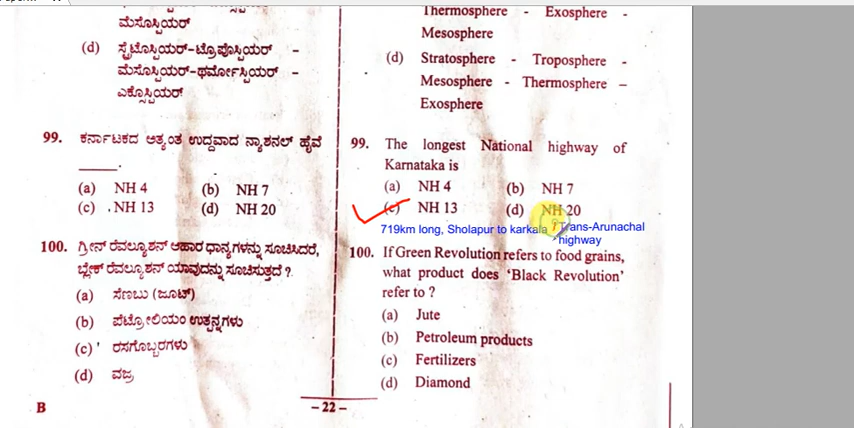 ಮೆಸೊಸ್ಪಿಯರ್
(d) ಸ್ಟ್ರೆಟೊಸ್ಪಿಯರ್-ಟ್ರೊಪೊಸ್ಪಿಯರ್ -
ಮೆಸೊಸ್ಪಿಯರ್-ಥರ್ಮೋಸ್ಪಿಯರ್ -
ಎಕ್ಸೊಸ್ಪಿಯರ್
99. ಕರ್ನಾಟಕದ ಅತ್ಯಂತ ಉದ್ದವಾದ ನ್ಯಾಶನಲ್ ಹೈವೆ
______.
(a) NH 4 (b) NH 7
(c) NH 13 (d) NH 20
100. ಗ್ರೀನ್ ರೆವಲ್ಯೂಶನ್ ಆಹಾರ ಧಾನ್ಯಗಳನ್ನು ಸೂಚಿಸಿದರೆ,
ಬ್ಲೇಕ್ ರೆವಲ್ಯೂಶನ್ ಯಾವುದನ್ನು ಸೂಚಿಸುತ್ತದೆ ?
(a) ಸೆಣಬು (ಜೂಟ್)
(b) ಪೆಟ್ರೋಲಿಯಂ ಉತ್ಪನ್ನಗಳು
(c) ರಸಗೊಬ್ಬರಗಳು
(d) ವಜ್ರ
B
Thermosphere - Exosphere -
Mesosphere
(d) Stratosphere - Troposphere -
Mesosphere - Thermosphere –
Exosphere
99. The longest National highway of
Karnataka is
(a) NH 4 (b) NH 7
(c) NH 13 (d) NH 20
719km long, Sholapur to karkala
Trans-Arunachal
highway
100. If Green Revolution refers to food grains,
what product does ‘Black Revolution’
refer to ?
(a) Jute
(b) Petroleum products
(c) Fertilizers
(d) Diamond
– 22 –